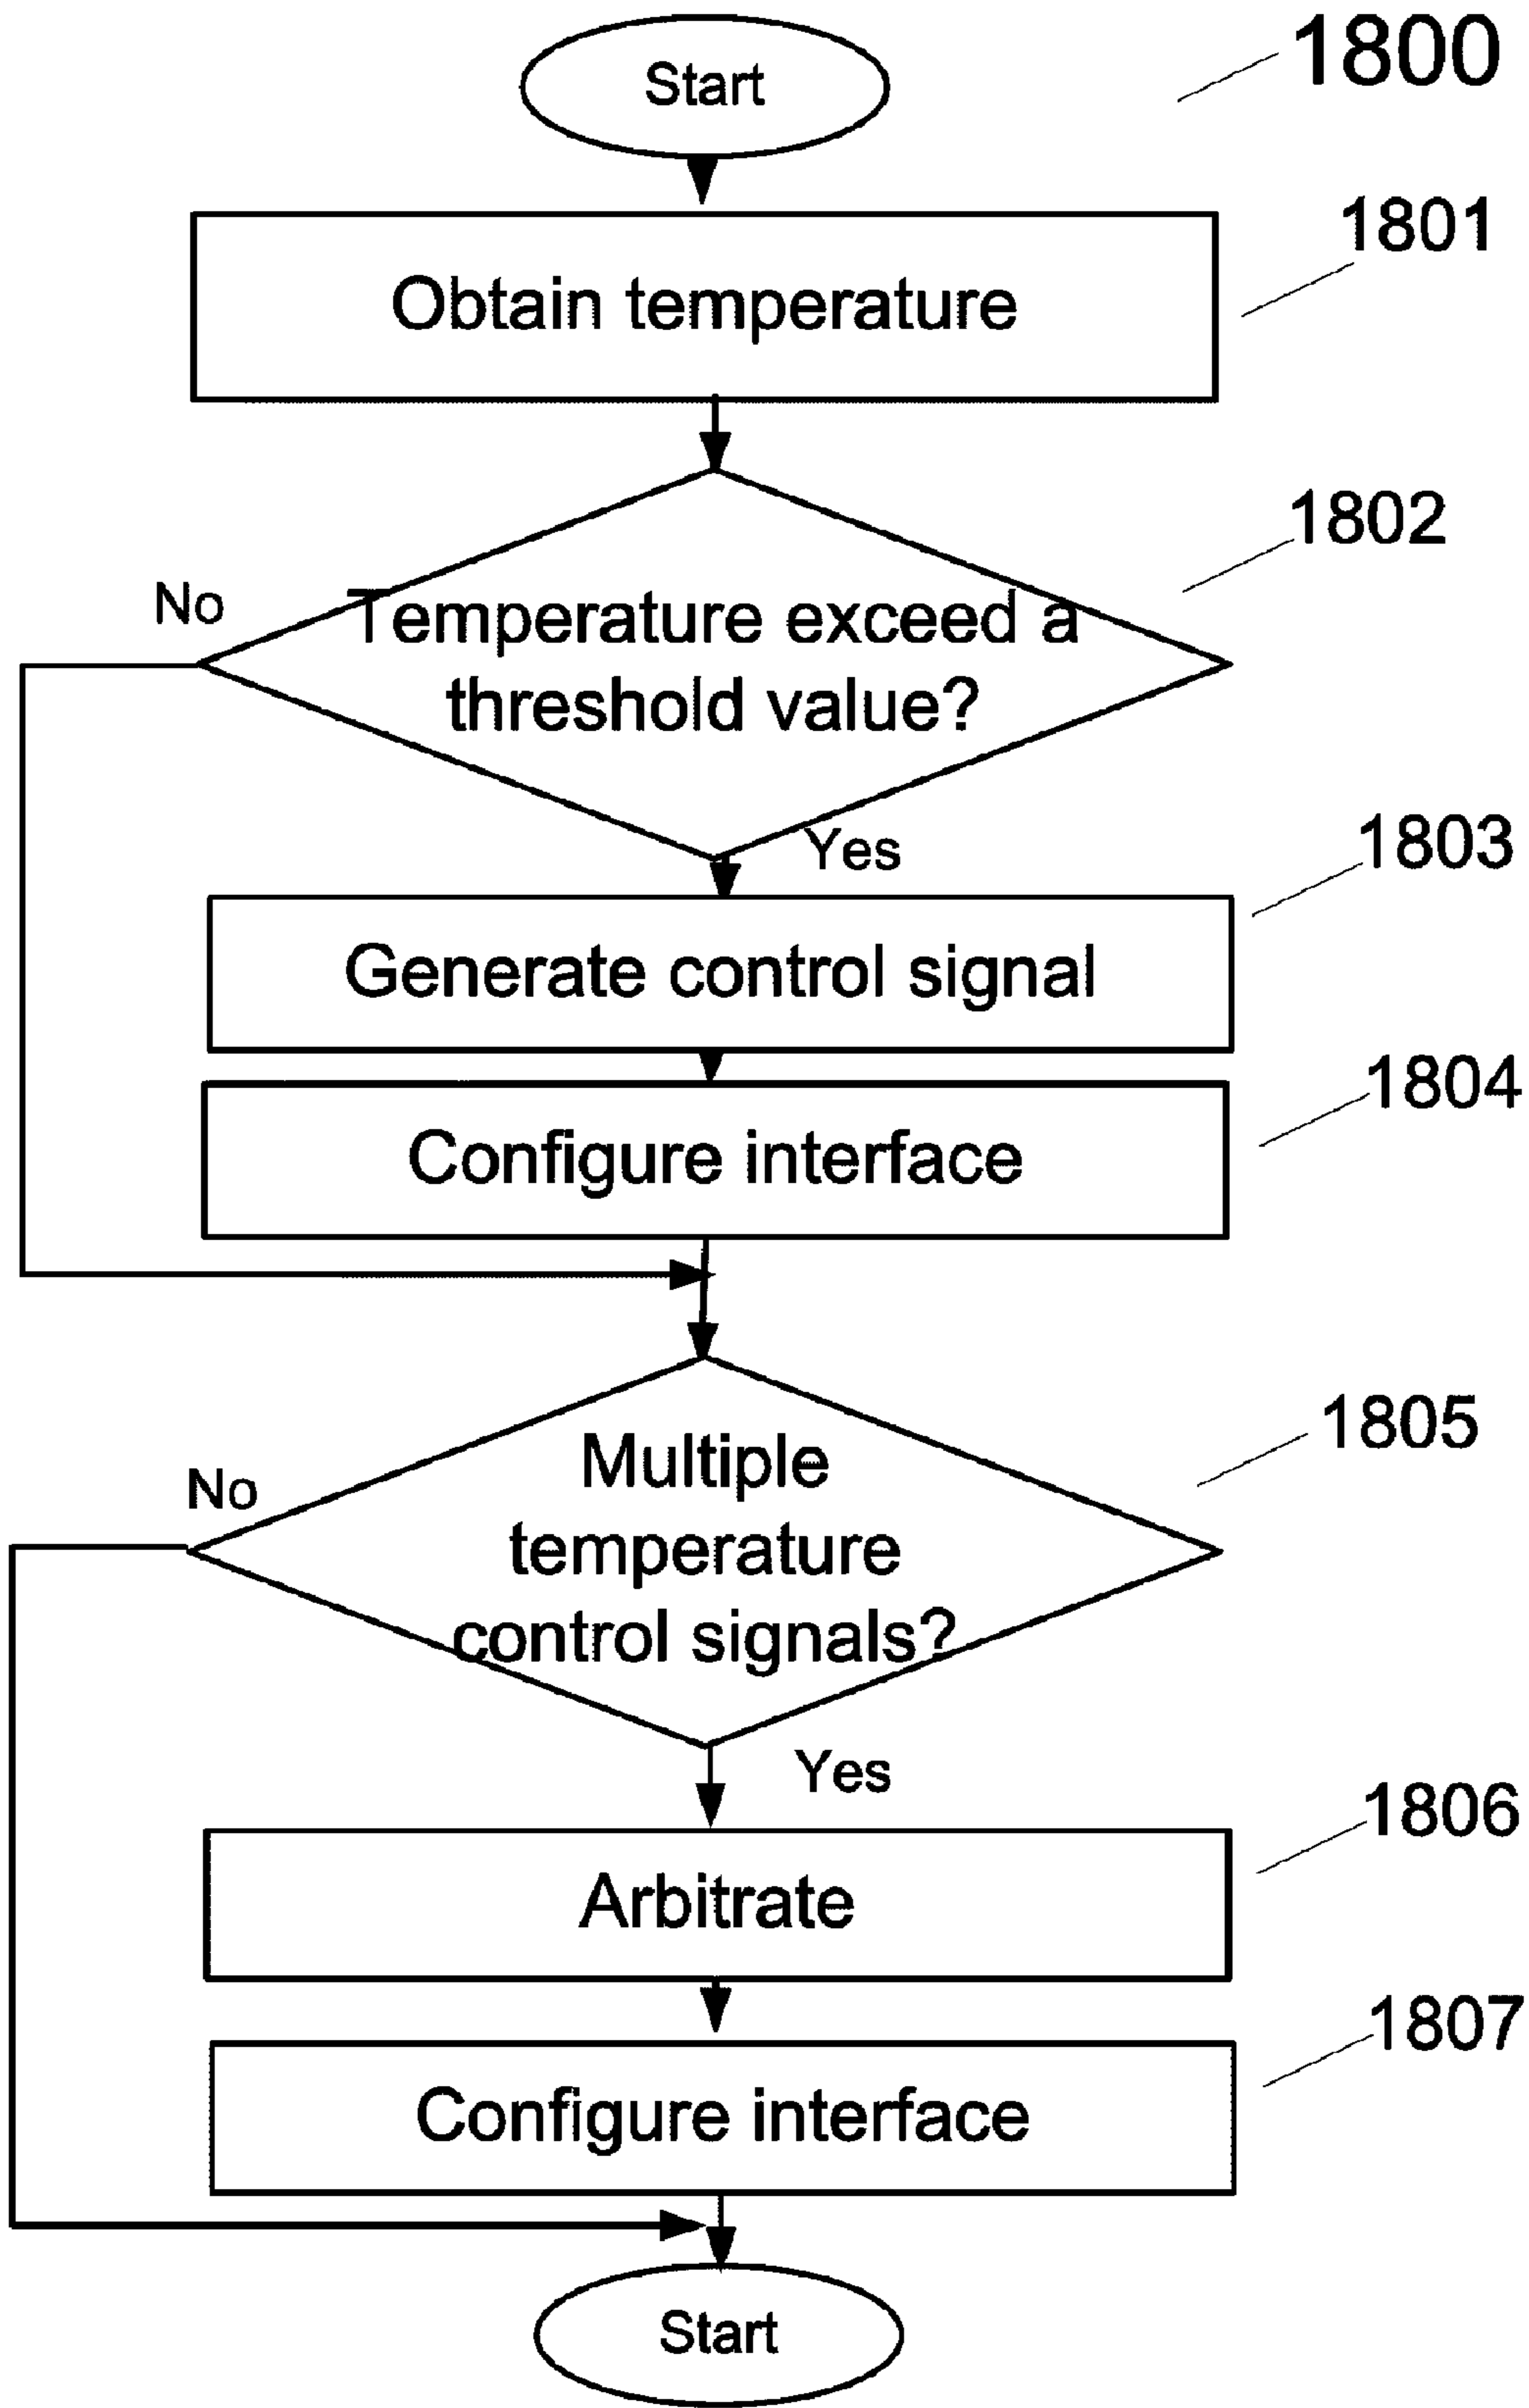 Start
1800
1801
Obtain temperature
1802
No
Temperature exceed a
threshold value?
Yes
1803
Generate control signal
1804
Configure interface
1805
No
Multiple
temperature
control signals?
Yes
1806
Arbitrate
1807
Configure interface
Start